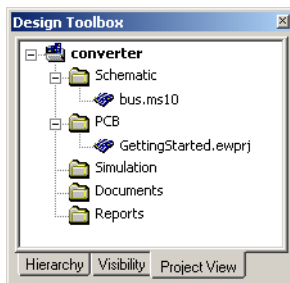 Design Toolbox
converter
Schematic
bus.ms10
PCB
GettingStarted.ewprj
Simulation
Documents
Reports
Hierarchy Visibility Project View